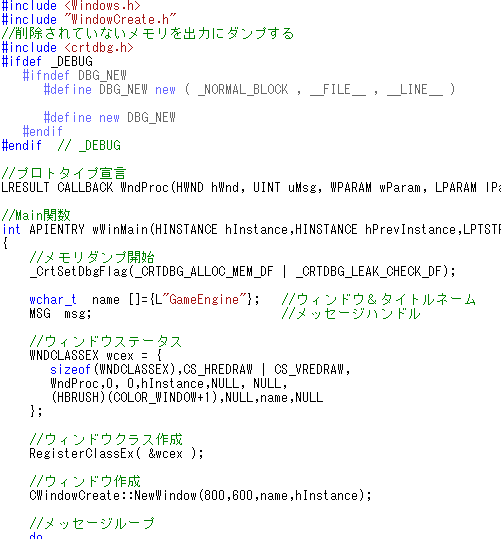 #include <Windows.h>
#include "WindowCreate.h"
//削除されていないメモリを出力にダンプする
#include <crtdbg.h>
#ifdef _DEBUG
#ifndef DBG_NEW
#define DBG_NEW new ( _NORMAL_BLOCK , __FILE__ , __LINE__ )
#define new DBG_NEW
#endif
#endif // _DEBUG
//プロトタイプ宣言
LRESULT CALLBACK WndProc(HWND hWnd, UINT uMsg, WPARAM wParam, LPARAM lPa
//Main関数
int APIENTRY wWinMain(HINSTANCE hInstance,HINSTANCE hPrevInstance,LPTSTR
{
//メモリダンプ開始
_CrtSetDbgFlag(_CRTDBG_ALLOC_MEM_DF | _CRTDBG_LEAK_CHECK_DF);
wchar_t name []={L"GameEngine"}; //ウィンドウ＆タイトルネーム
MSG msg; //メッセージハンドル
//ウィンドウステータス
WNDCLASSEX wcex = {
sizeof(WNDCLASSEX),CS_HREDRAW | CS_VREDRAW,
WndProc,0, 0,hInstance,NULL, NULL,
(HBRUSH)(COLOR_WINDOW+1),NULL,name,NULL
};
//ウィンドウクラス作成
RegisterClassEx( &wcex );
//ウィンドウ作成
CWindowCreate::NewWindow(800,600,name,hInstance);
//メッセージループ
do